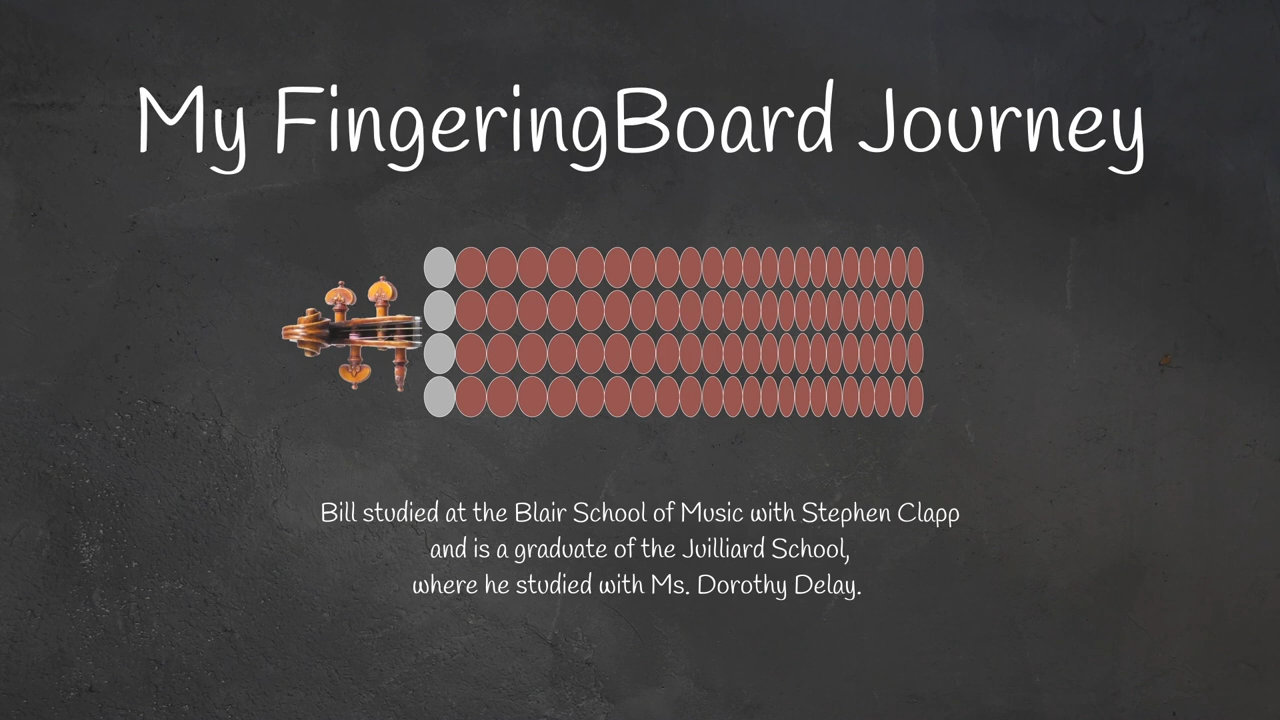 My FingeringBoard Journey
Bill studied at the Blair School of Music with Stephen Clapp
and is a graduate of the Juilliard School,
where he studied with Ms. Dorothy Delay.